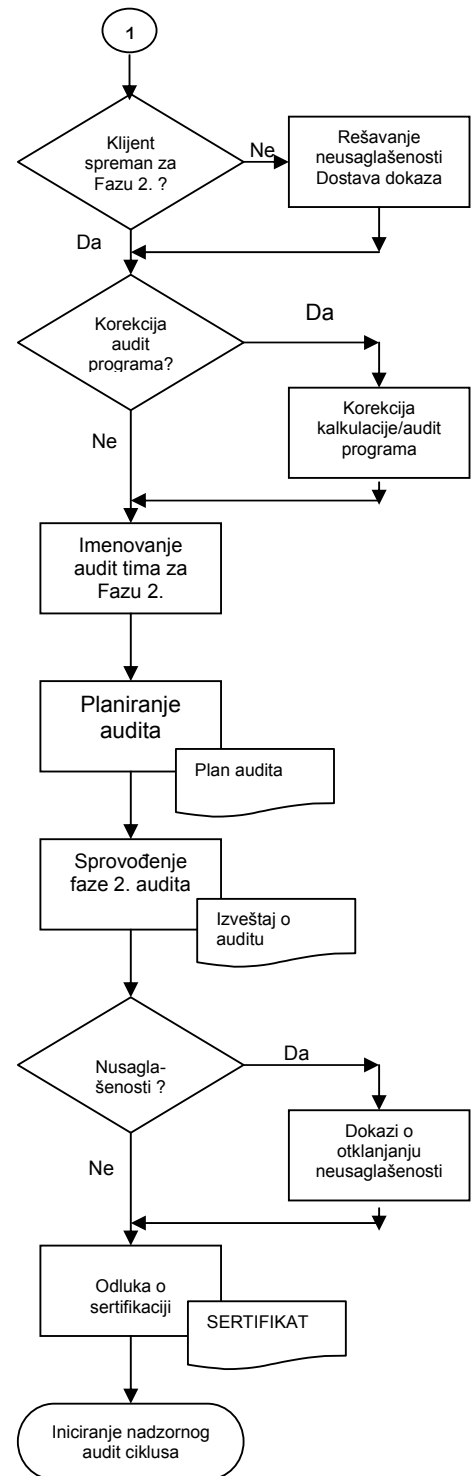 1
Klijent
spreman za
Fazu 2. ?
Ne
Rešavanje
neusaglašenosti
Dostava dokaza
Da
Korekcija
audit
programa?
Da
Korekcija
kalkulacije/audit
programa
Ne
Imenovanje
audit tima za
Fazu 2.
Planiranje
audita
Plan audita
Sprovođenje
faze 2. audita
Izveštaj o
auditu
Nusagla-
šenosti ?
Da
Dokazi o
otklanjanju
neusaglašenosti
Ne
Odluka o
sertifikaciji
SERTIFIKAT
Iniciranje nadzornog
audit ciklusa